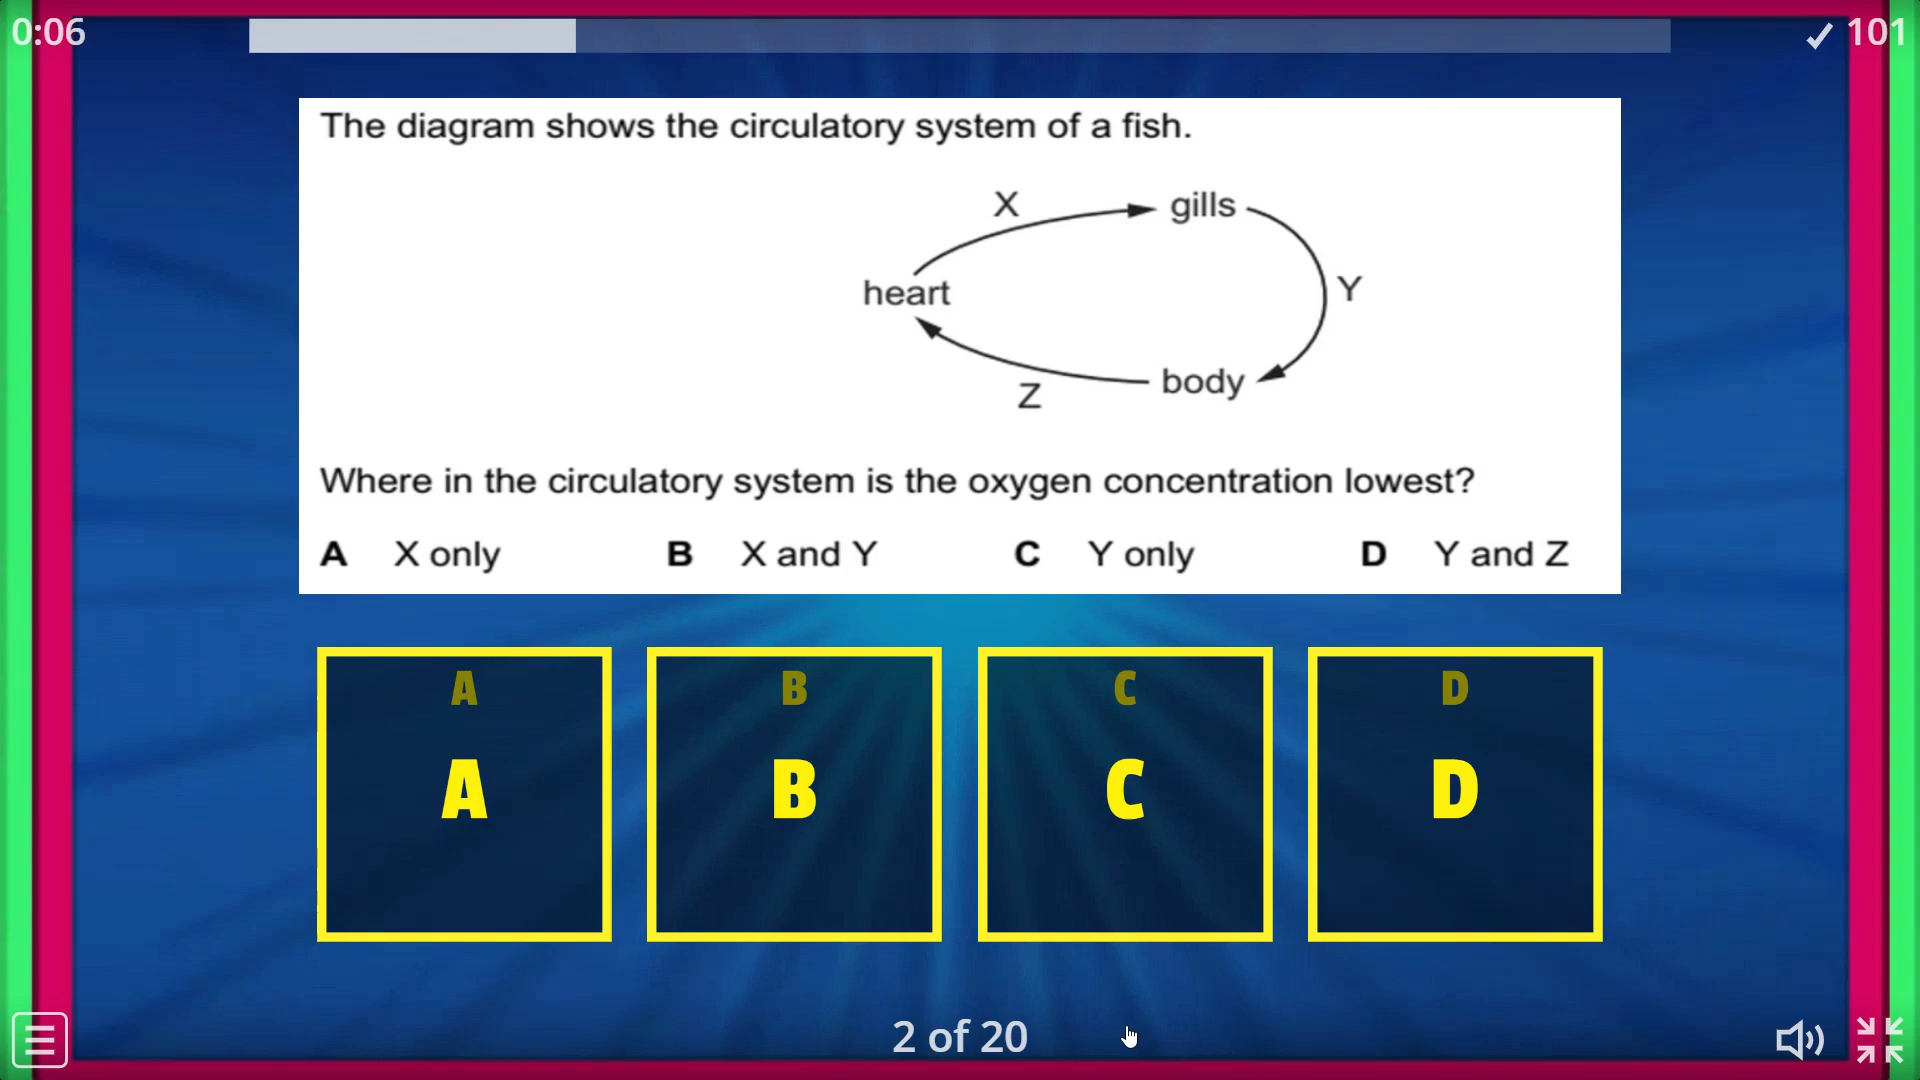 0:06
✓ 101
The diagram shows the circulatory system of a fish.
X
gills
heart
Y
Z
body
Where in the circulatory system is the oxygen concentration lowest?
A X only B X and Y C Y only D Y and Z
A B C D
A B C D
2 of 20